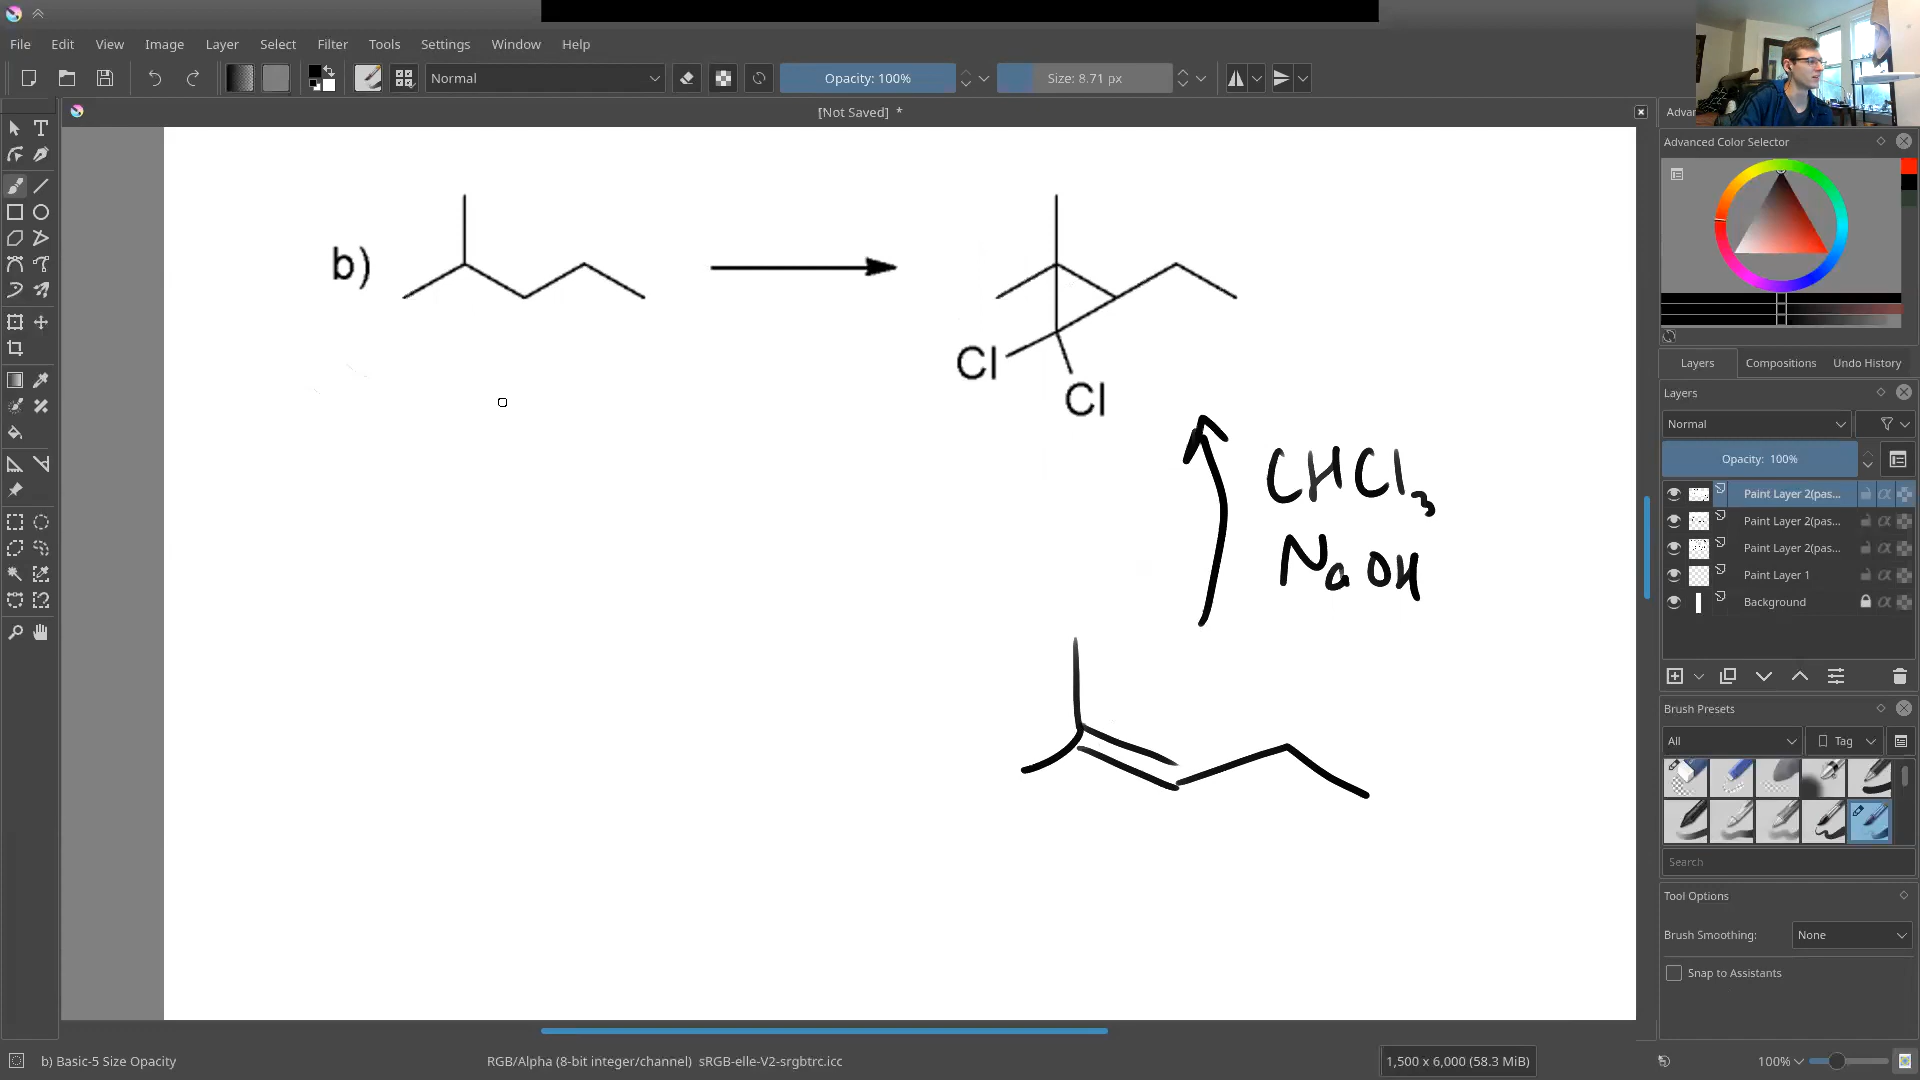 File Edit View Image Layer Select Filter Tools Settings Window Help
Normal Opacity: 100% Size: 8.71 px
[Not Saved] *
Advanced Color Selector
b)
Cl
Cl
CHCl3
NaOH
Layers Compositions Undo History
Layers
Normal
Opacity: 100%
Paint Layer 2(pas...
Paint Layer 2(pas...
Paint Layer 2(pas...
Paint Layer 1
Background
Brush Presets
All Tag
Search
Tool Options
Brush Smoothing: None
Snap to Assistants
b) Basic-5 Size Opacity RGB/Alpha (8-bit integer/channel) sRGB-elle-V2-srgbtrc.icc 1,500 x 6,000 (58.3 MiB) 100%